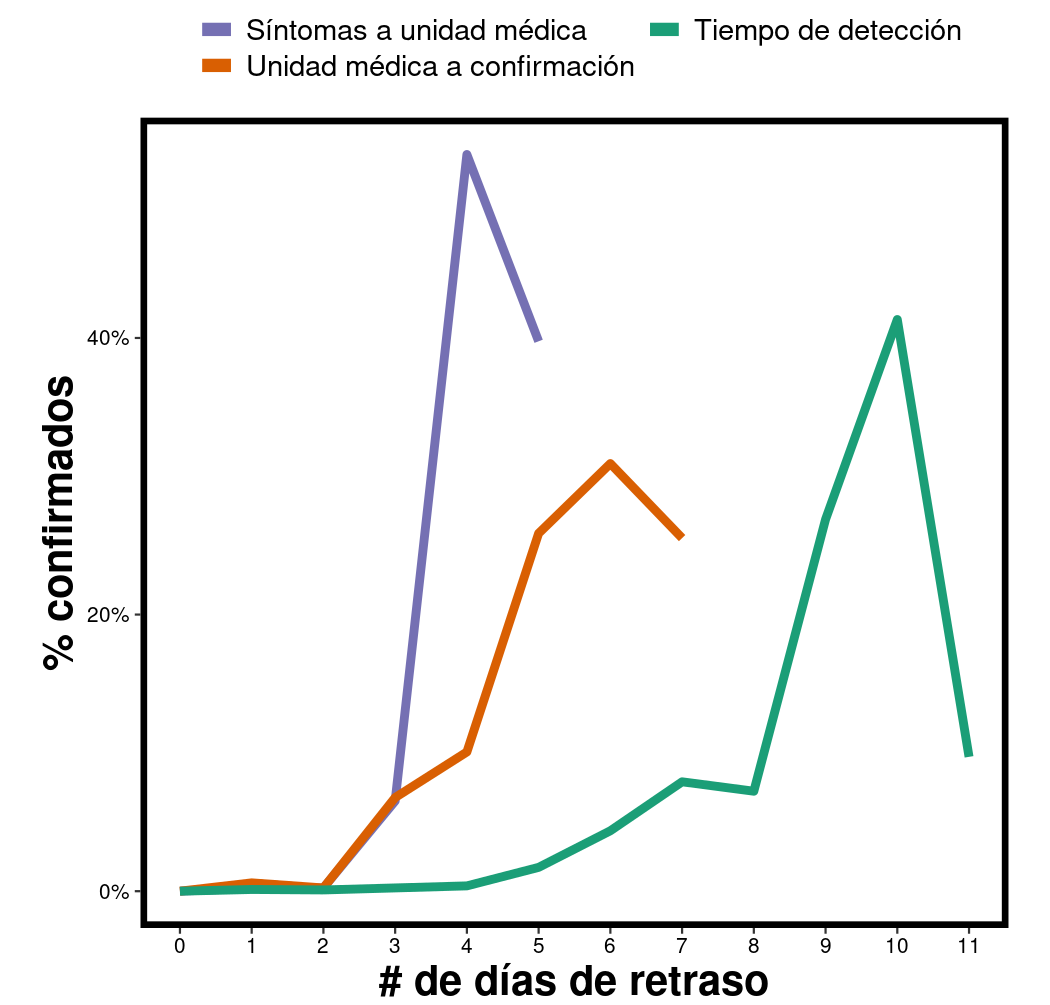 Síntomas a unidad médica
Tiempo de detección
Unidad médica a confirmación
% confirmados
40%
20%
0%
0 1 2 3 4 5 6 7 8 9 10 11
# de días de retraso